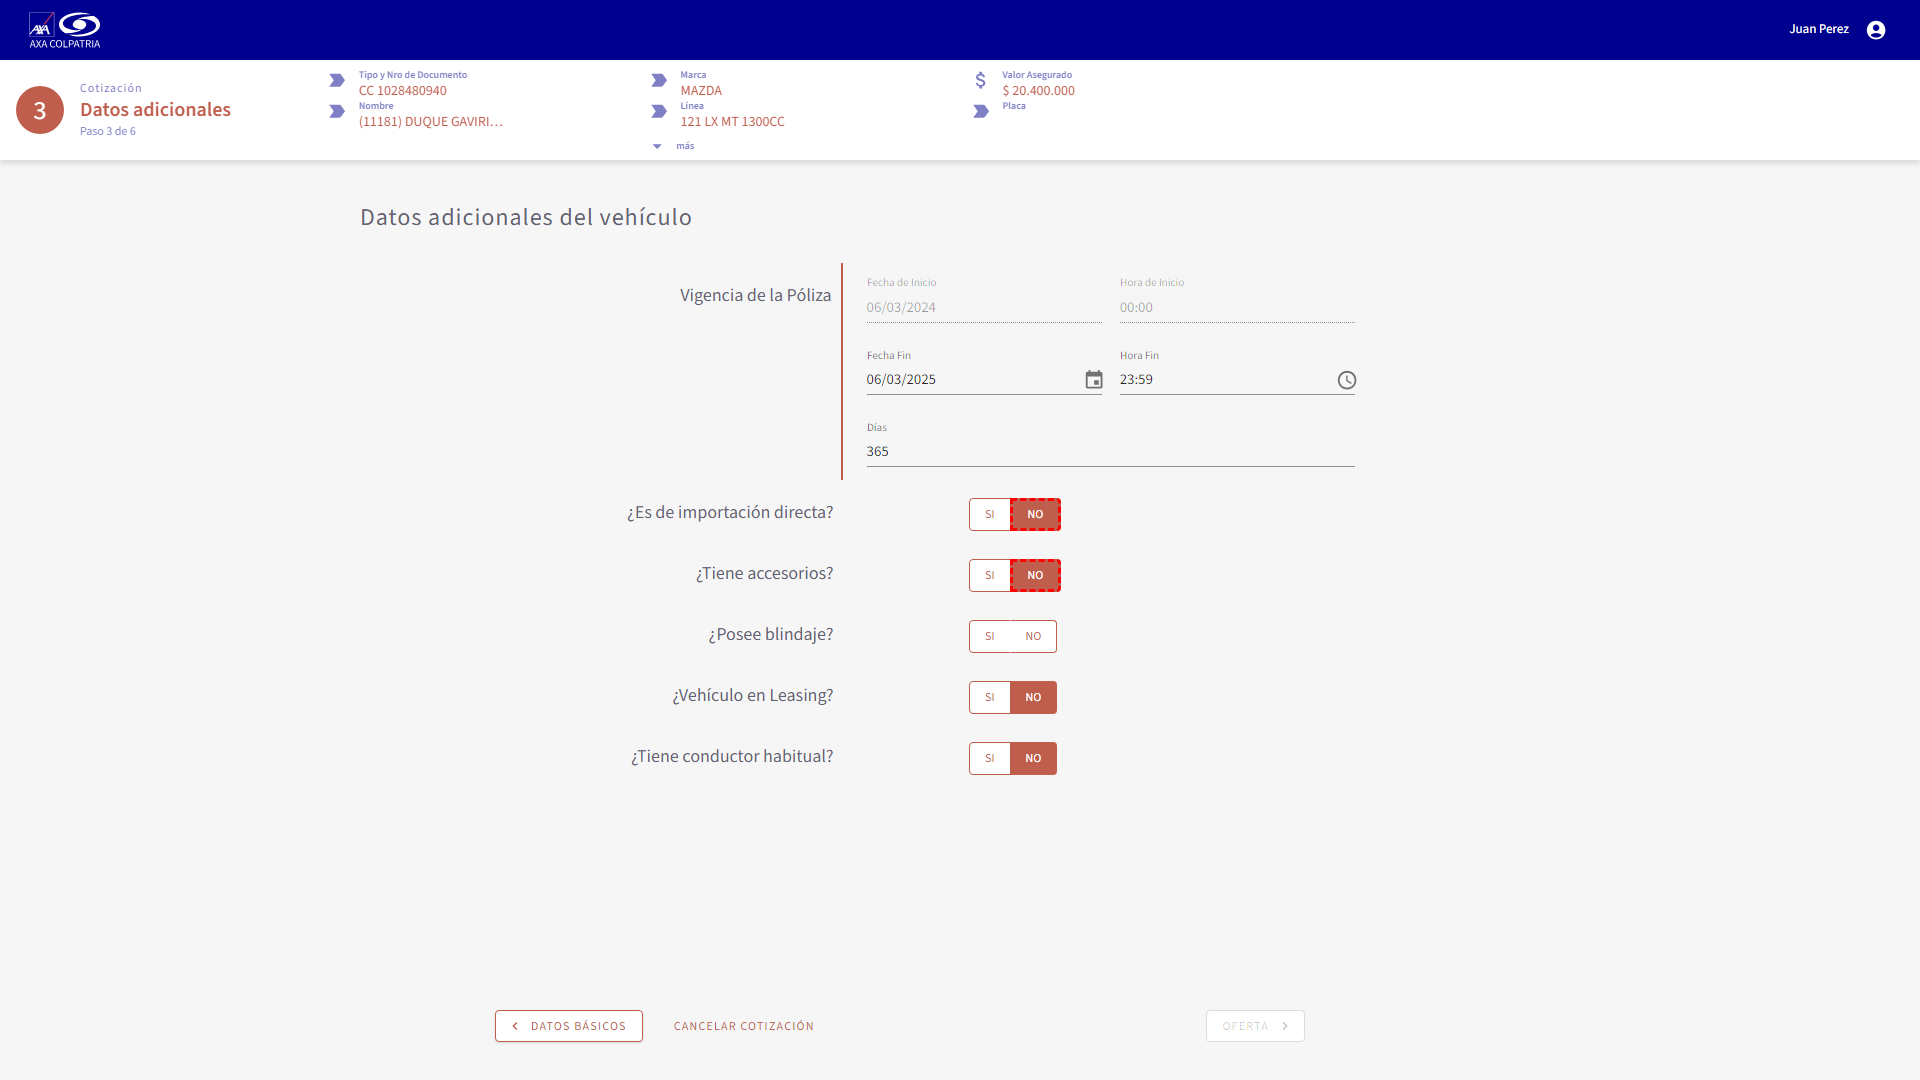 AXA
AXA COLPATRIA
Juan Perez
3
Cotización
Datos adicionales
Paso 3 de 6
Tipo y Nro de Documento
CC 1028480940
Nombre
(11181) DUQUE GAVIRI...
Marca
MAZDA
Línea
121 LX MT 1300CC
más
$
Valor Asegurado
$ 20.400.000
Placa
Datos adicionales del vehículo
Vigencia de la Póliza
Fecha de Inicio
06/03/2024
Hora de Inicio
00:00
Fecha Fin
06/03/2025
Hora Fin
23:59
Días
365
¿Es de importación directa? SI NO
¿Tiene accesorios? SI NO
¿Posee blindaje? SI NO
¿Vehículo en Leasing? SI NO
¿Tiene conductor habitual? SI NO
DATOS BÁSICOS
CANCELAR COTIZACIÓN
OFERTA